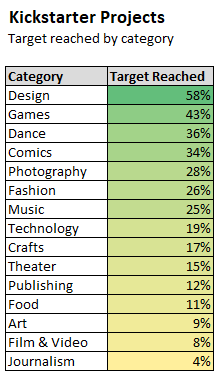 Kickstarter Projects
Target reached by category
Category Target Reached
Design 58%
Games 43%
Dance 36%
Comics 34%
Photography 28%
Fashion 26%
Music 25%
Technology 19%
Crafts 17%
Theater 15%
Publishing 12%
Food 11%
Art 9%
Film & Video 8%
Journalism 4%